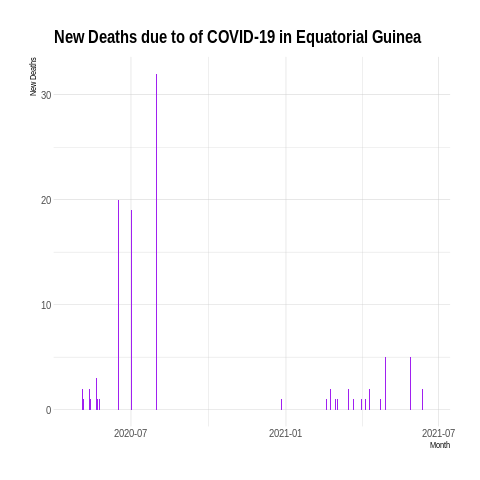 New Deaths due to of COVID-19 in Equatorial Guinea
New Deaths
30
20
10
0
2020-07
2021-01
2021-07
Month